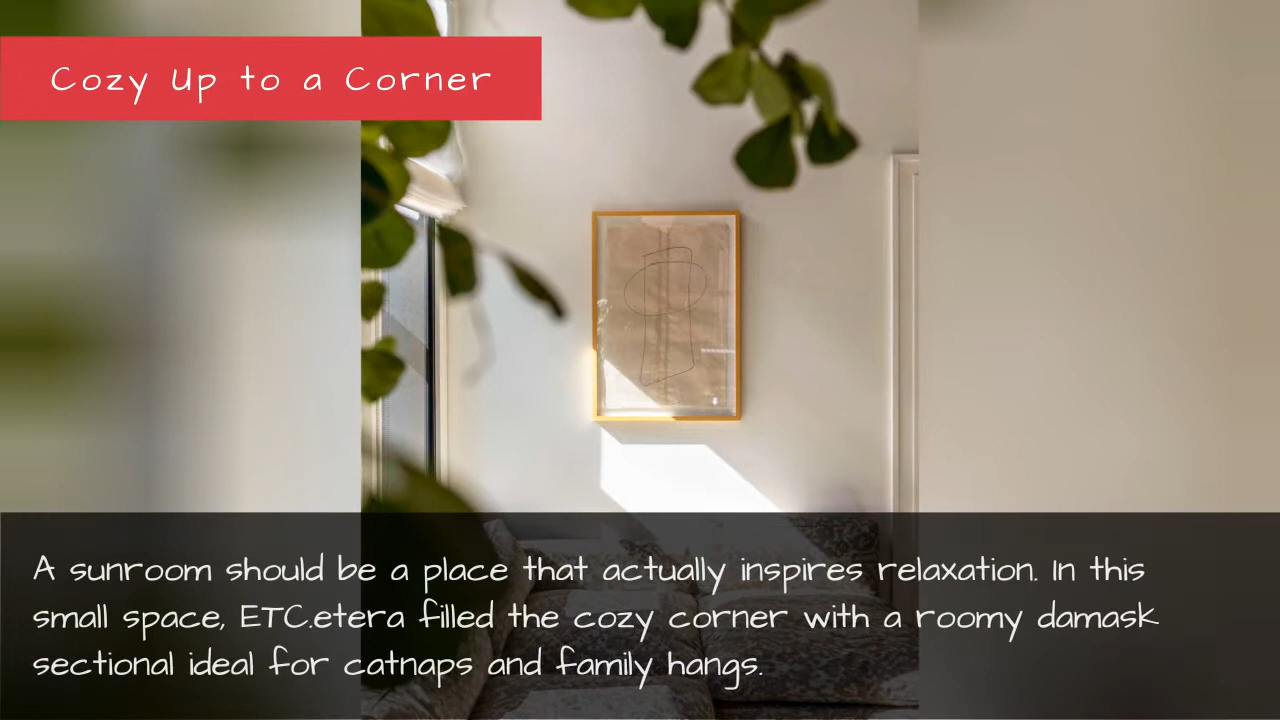 Cozy Up to a Corner
A sunroom should be a place that actually inspires relaxation. In this
small space, ETC.etera filled the cozy corner with a roomy damask
sectional ideal for catnaps and family hangs.